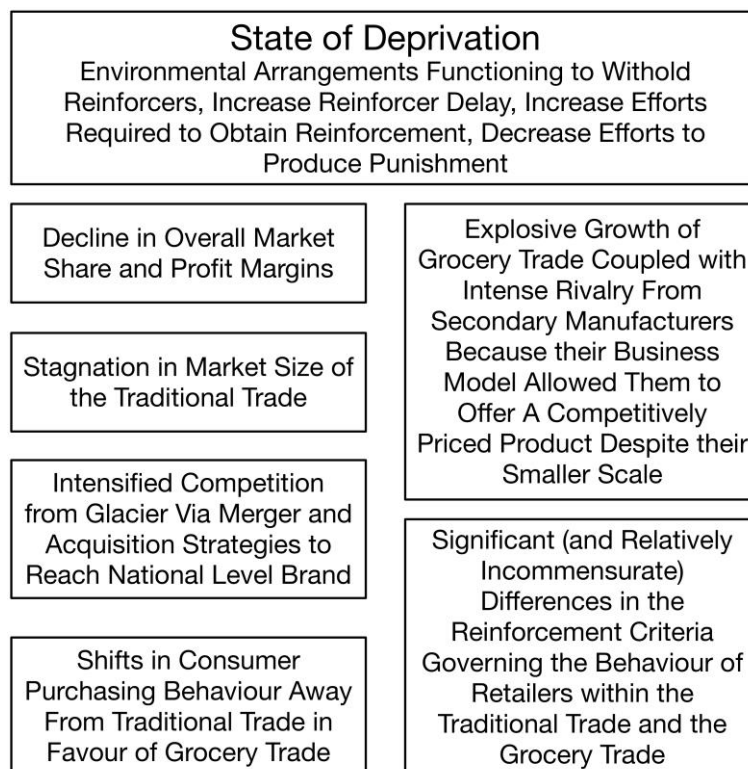 State of Deprivation
Environmental Arrangements Functioning to Withold
Reinforcers, Increase Reinforcer Delay, Increase Efforts
Required to Obtain Reinforcement, Decrease Efforts to
Produce Punishment
Decline in Overall Market
Share and Profit Margins
Stagnation in Market Size of
the Traditional Trade
Intensified Competition
from Glacier Via Merger and
Acquisition Strategies to
Reach National Level Brand
Shifts in Consumer
Purchasing Behaviour Away
From Traditional Trade in
Favour of Grocery Trade
Explosive Growth of
Grocery Trade Coupled with
Intense Rivalry From
Secondary Manufacturers
Because their Business
Model Allowed Them to
Offer A Competitively
Priced Product Despite their
Smaller Scale
Significant (and Relatively
Incommensurate)
Differences in the
Reinforcement Criteria
Governing the Behaviour of
Retailers within the
Traditional Trade and the
Grocery Trade